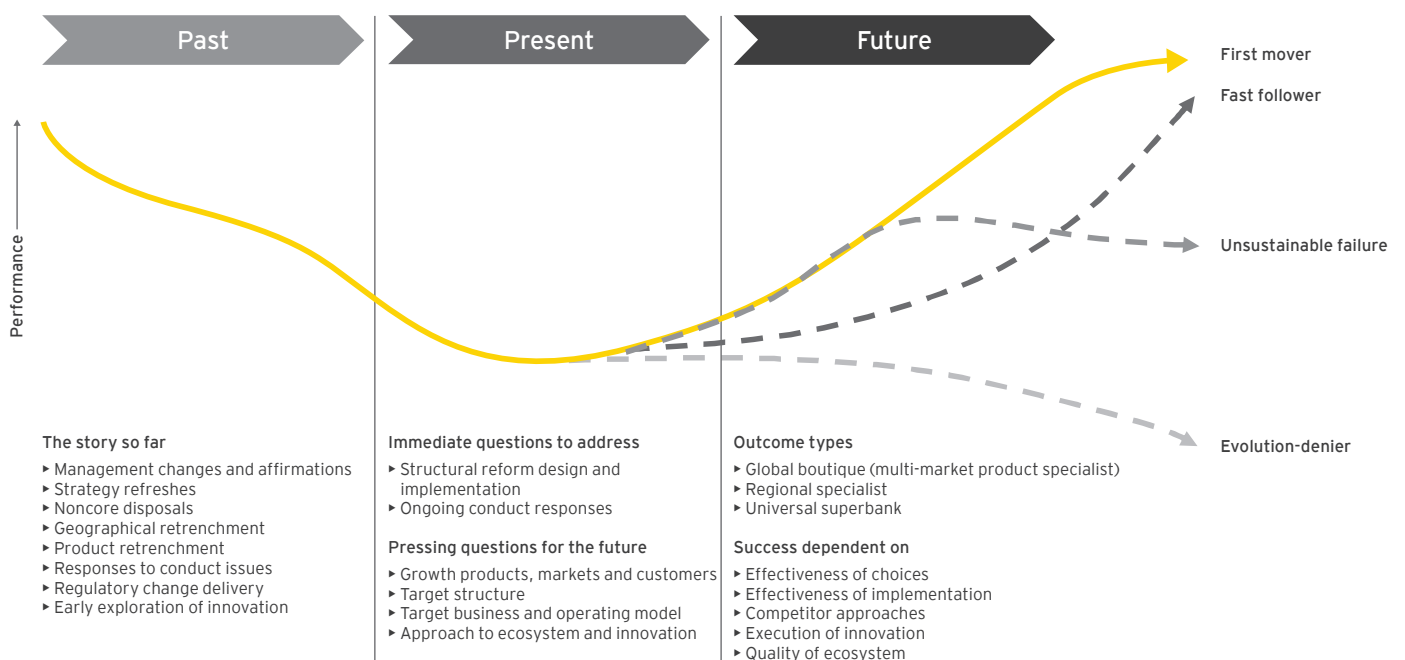 Past
Present
Future
First mover
Fast follower
Unsustainable failure
Evolution-denier
Performance
The story so far
▸ Management changes and affirmations
▸ Strategy refreshes
▸ Noncore disposals
▸ Geographical retrenchment
▸ Product retrenchment
▸ Responses to conduct issues
▸ Regulatory change delivery
▸ Early exploration of innovation
Immediate questions to address
▸ Structural reform design and
implementation
▸ Ongoing conduct responses
Pressing questions for the future
▸ Growth products, markets and customers
▸ Target structure
▸ Target business and operating model
▸ Approach to ecosystem and innovation
Outcome types
▸ Global boutique (multi-market product specialist)
▸ Regional specialist
▸ Universal superbank
Success dependent on
▸ Effectiveness of choices
▸ Effectiveness of implementation
▸ Competitor approaches
▸ Execution of innovation
▸ Quality of ecosystem